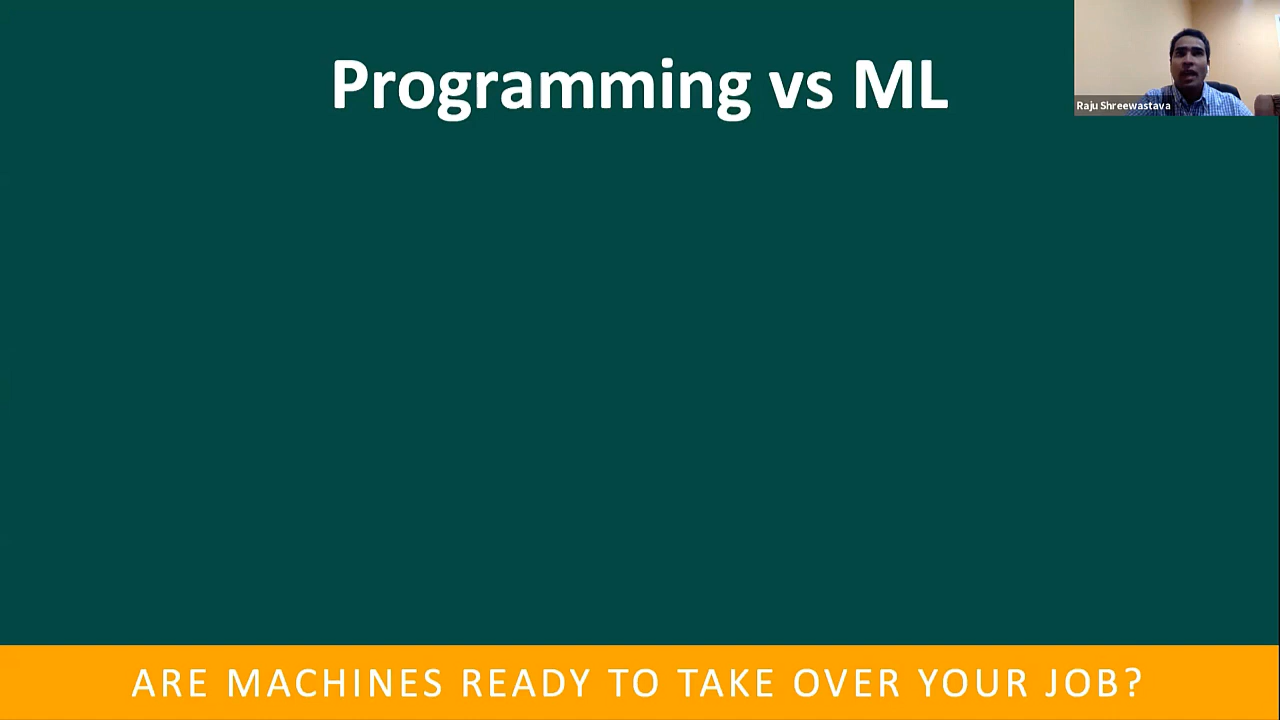 Programming vs ML
Raju Shreewastava
ARE MACHINES READY TO TAKE OVER YOUR JOB?